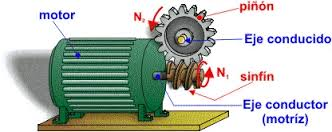 piñón
N₂
motor
Eje conducido
N₁
sinfín
Eje conductor
(motríz)